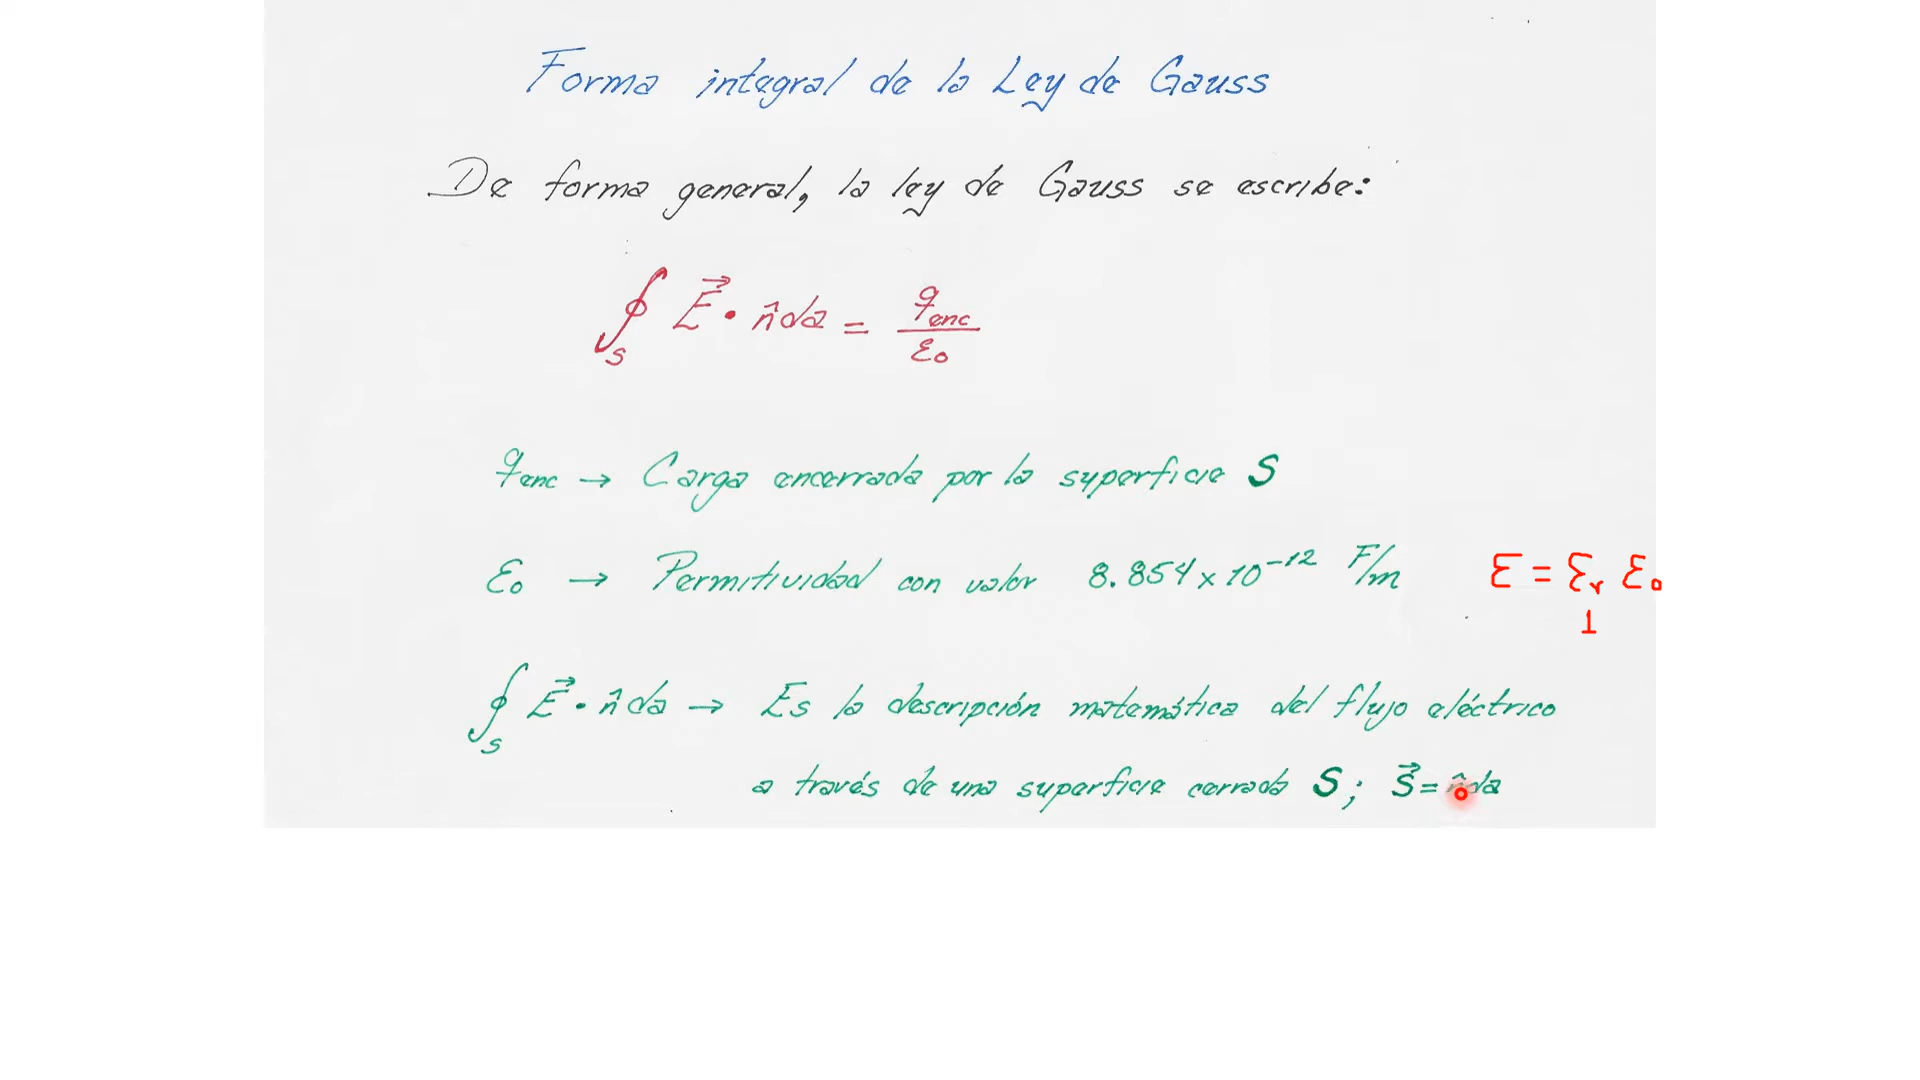 Forma integral de la Ley de Gauss
De forma general, la ley de Gauss se escribe:
∮_S E⃗ · n̂ da = q_enc / ε₀
q_enc → Carga encerrada por la superficie S
ε₀ → Permitividad con valor 8.854 x 10⁻¹² F/m
ε = ε_r ε₀
1
∮_S E⃗ · n̂ da → Es la descripción matemática del flujo eléctrico
a través de una superficie cerrada S; S⃗ = n̂ da